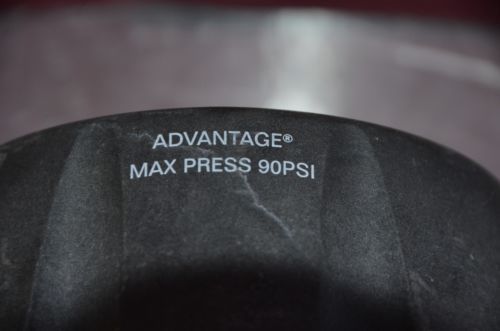 ADVANTAGE®
MAX PRESS 90PSI